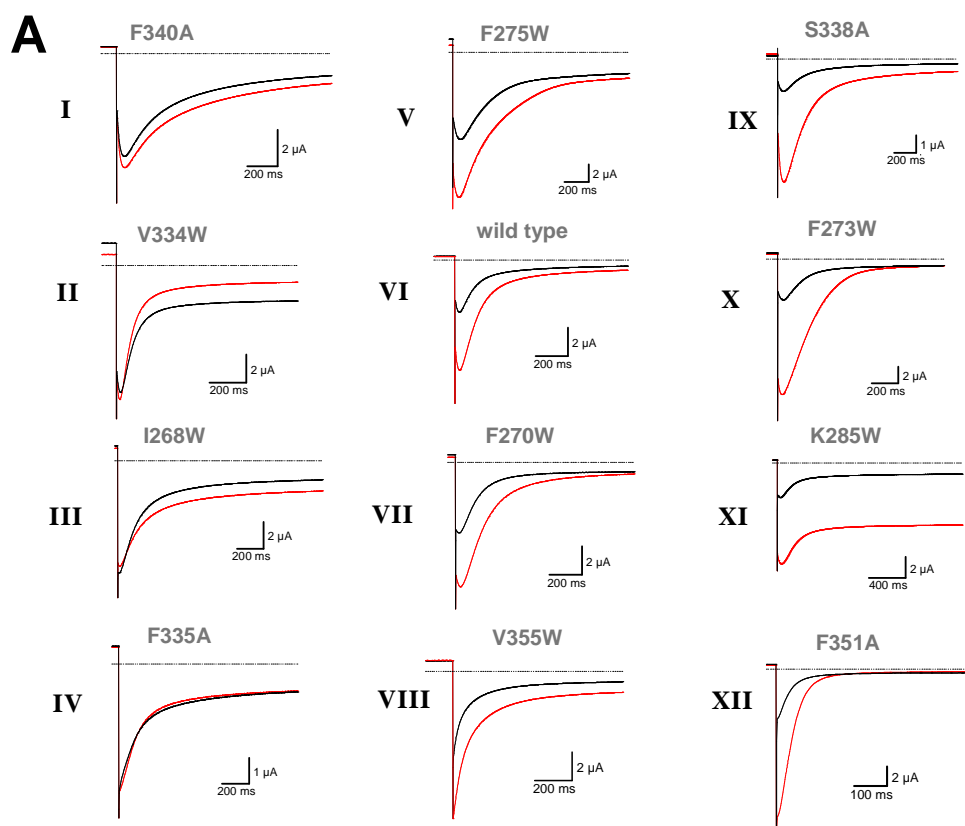 A
F340A
I
2 µA
200 ms
F275W
V
2 µA
200 ms
S338A
IX
1 µA
200 ms
V334W
II
2 µA
200 ms
wild type
VI
2 µA
200 ms
F273W
X
2 µA
200 ms
I268W
III
2 µA
200 ms
F270W
VII
2 µA
200 ms
K285W
XI
2 µA
400 ms
F335A
IV
1 µA
200 ms
V355W
VIII
2 µA
200 ms
F351A
XII
2 µA
100 ms